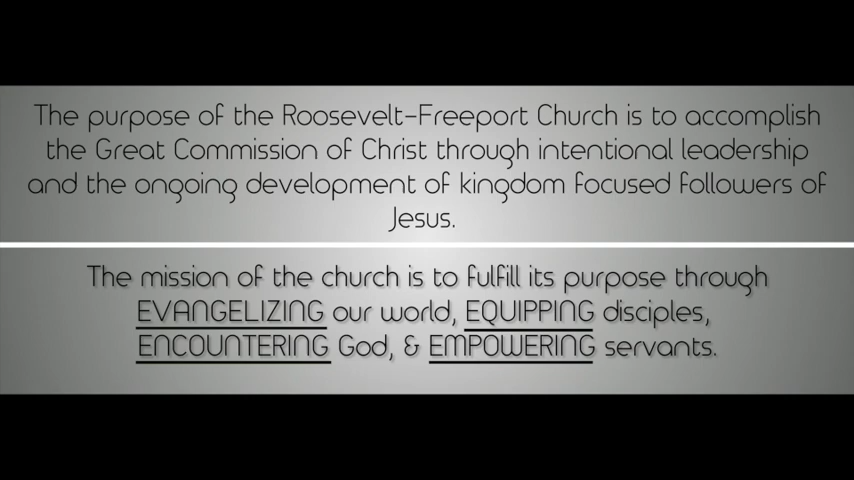 The purpose of the Roosevelt-Freeport Church is to accomplish
the Great Commission of Christ through intentional leadership
and the ongoing development of kingdom focused followers of
Jesus.
The mission of the church is to fulfill its purpose through
EVANGELIZING our world, EQUIPPING disciples,
ENCOUNTERING God, & EMPOWERING servants.